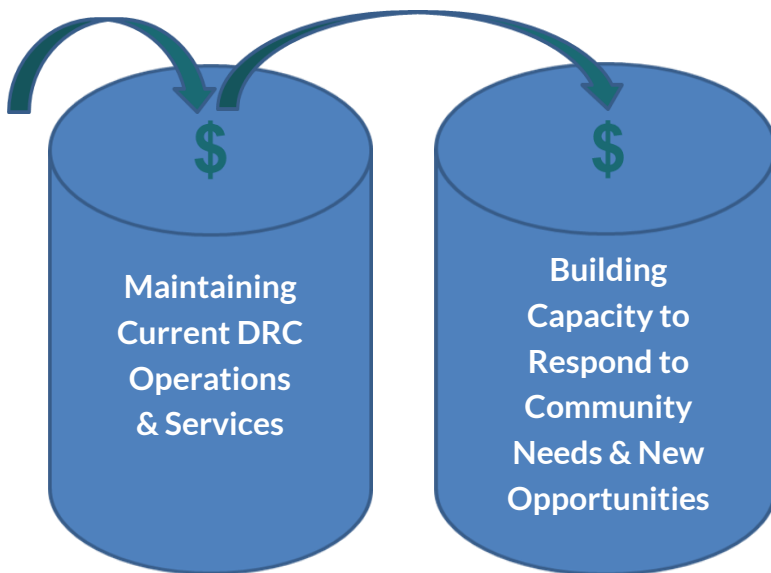 $
Maintaining
Current DRC
Operations
& Services
$
Building
Capacity to
Respond to
Community
Needs & New
Opportunities